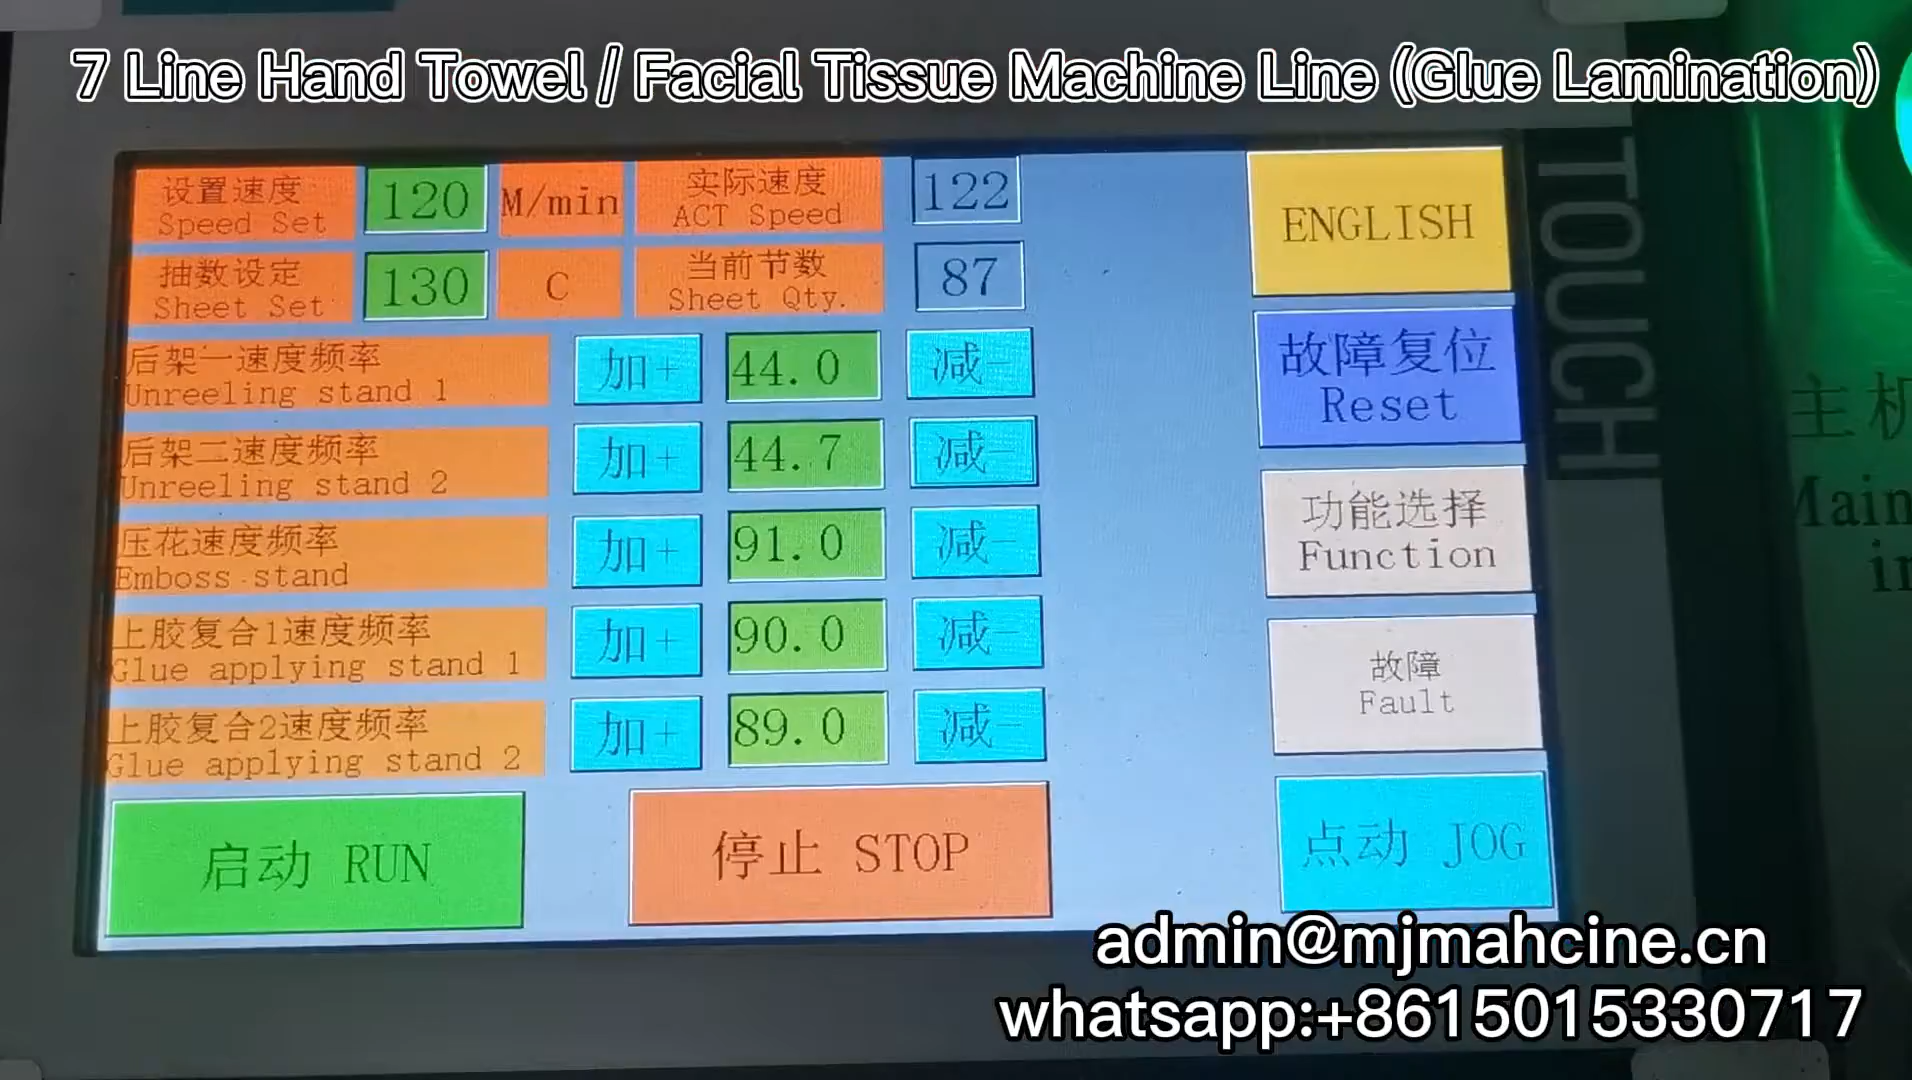 7 Line Hand Towel / Facial Tissue Machine Line (Glue Lamination)
设置速度
Speed Set
120
M/min
实际速度
ACT Speed
122
ENGLISH
抽数设定
Sheet Set
130
C
当前节数
Sheet Qty.
87
后架一速度频率
Unreeling stand 1
加+
44.0
减-
故障复位
Reset
后架二速度频率
Unreeling stand 2
加+
44.7
减-
压花速度频率
Emboss stand
加+
91.0
减-
功能选择
Function
上胶复合1速度频率
Glue applying stand 1
加+
90.0
减-
故障
Fault
上胶复合2速度频率
Glue applying stand 2
加+
89.0
减-
启动 RUN
停止 STOP
点动 JOG
TOUCH
主机
Main
in
admin@mjmahcine.cn
whatsapp:+8615015330717